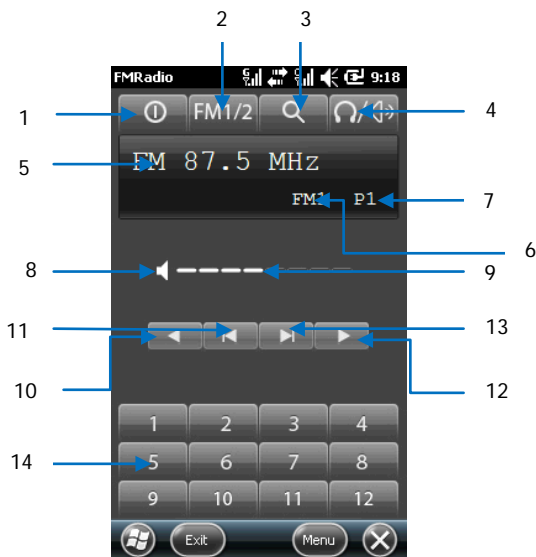 2 3
FMRadio G G 9:18
1 FM1/2 / 4
5 FM 87.5 MHz
FM1 P1 7
6
8 9
11 13
10 12
1 2 3 4
14 5 6 7 8
9 10 11 12
Exit Menu